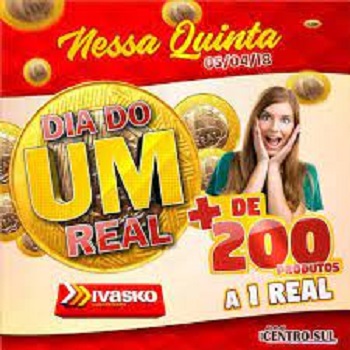 Nessa Quinta
05/04/18
DIA DO
UM
REAL
+ DE
200
PRODUTOS
A 1 REAL
IVASKO
CENTRO.SUL